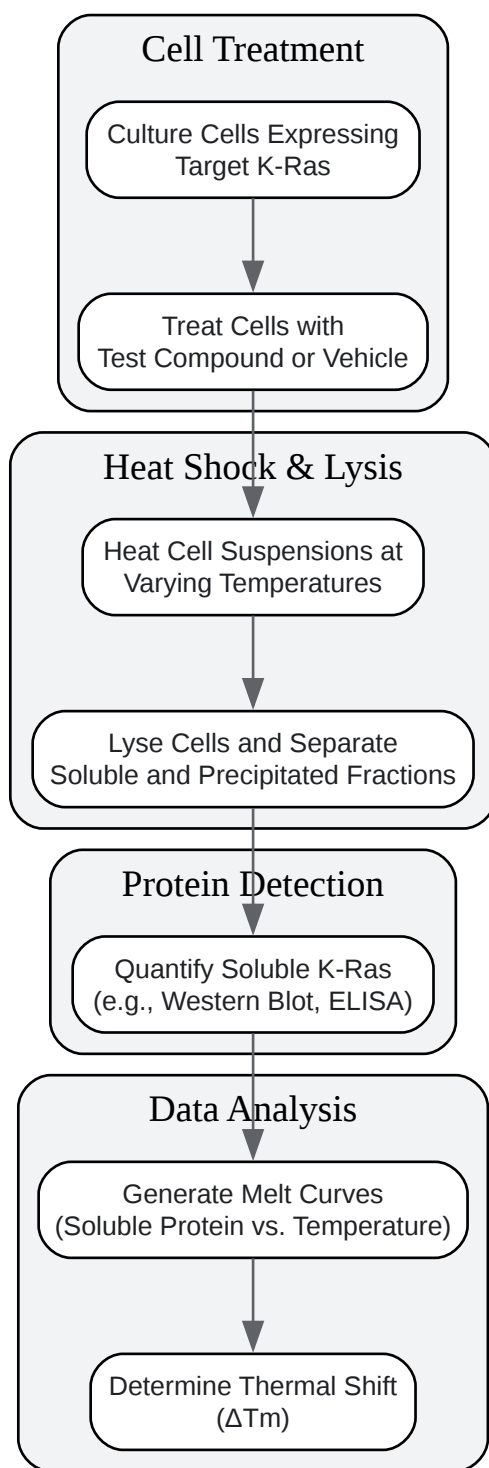 Cell Treatment
Culture Cells Expressing
Target K-Ras
Treat Cells with
Test Compound or Vehicle
Heat Shock & Lysis
Heat Cell Suspensions at
Varying Temperatures
Lyse Cells and Separate
Soluble and Precipitated Fractions
Protein Detection
Quantify Soluble K-Ras
(e.g., Western Blot, ELISA)
Data Analysis
Generate Melt Curves
(Soluble Protein vs. Temperature)
Determine Thermal Shift
(ΔTm)